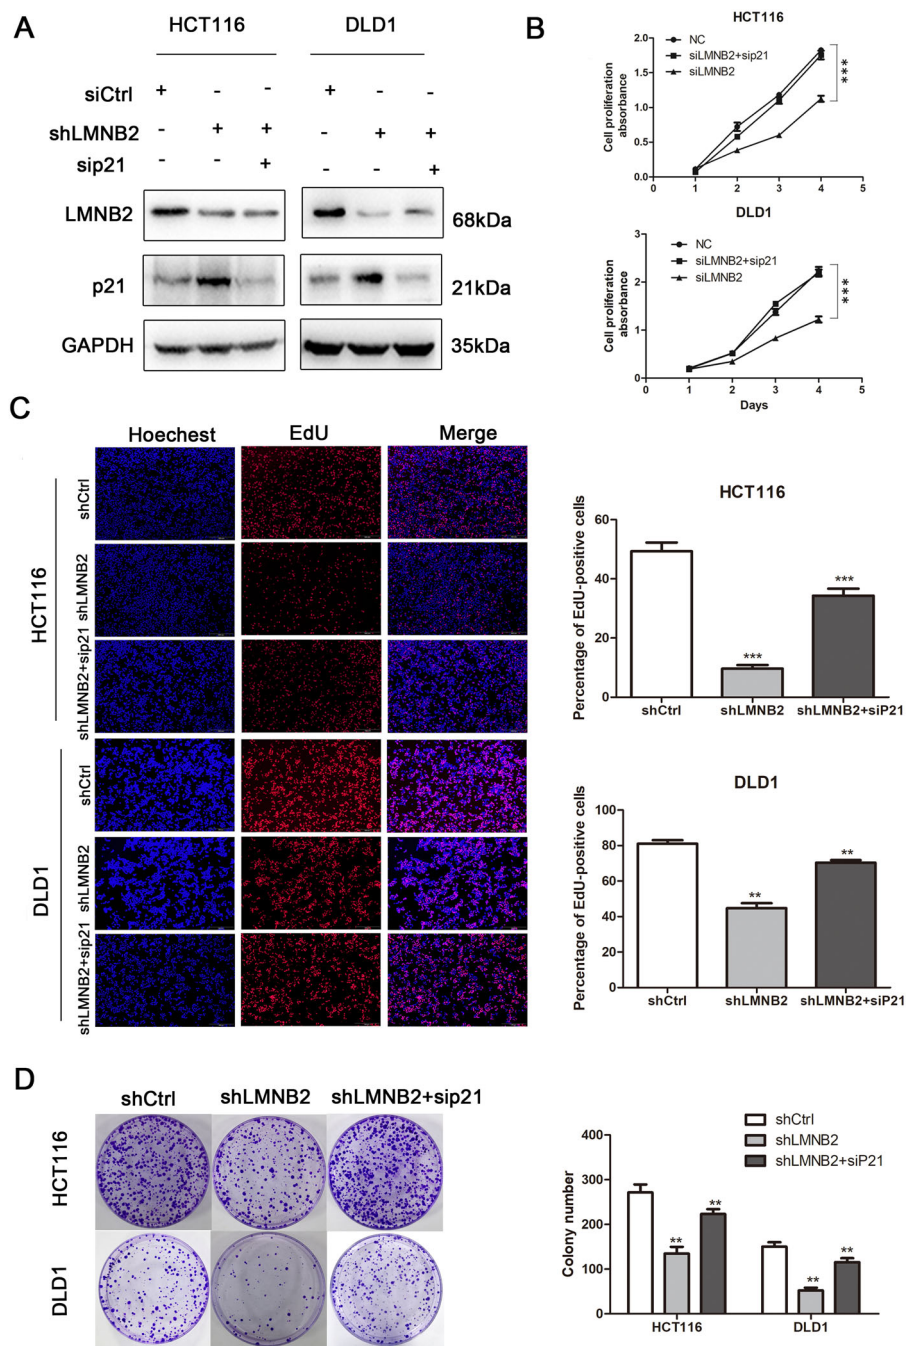 A
HCT116
DLD1
siCtrl + - - + - -
shLMNB2 - + + - + +
sip21 - - + - - +
LMNB2
68kDa
p21
21kDa
GAPDH
35kDa
B
HCT116
NC
siLMNB2+sip21
siLMNB2
Cell proliferation
absorbance
2.0
1.5
1.0
0.5
0.0
0 1 2 3 4 5
***
DLD1
NC
siLMNB2+sip21
siLMNB2
Cell proliferation
absorbance
3
2
1
0
0 1 2 3 4 5
***
Days
C
Hoechest EdU Merge
HCT116
shCtrl
shLMNB2
shLMNB2+sip21
DLD1
shCtrl
shLMNB2
shLMNB2+sip21
HCT116
Percentage of EdU-positive cells
60
40
20
0
***
***
shCtrl shLMNB2 shLMNB2+siP21
DLD1
Percentage of EdU-positive cells
100
80
60
40
20
0
**
**
shCtrl shLMNB2 shLMNB2+siP21
D
shCtrl shLMNB2 shLMNB2+sip21
HCT116
DLD1
shCtrl
shLMNB2
shLMNB2+siP21
Colony number
400
300
200
100
0
** **
** **
HCT116 DLD1